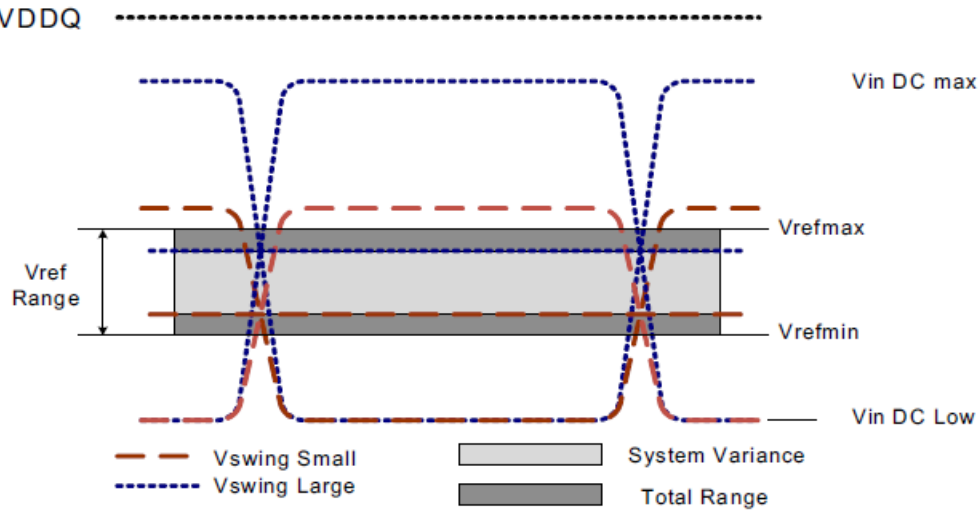 VDDQ
Vin DC max
Vrefmax
Vref
Range
Vrefmin
Vin DC Low
Vswing Small
System Variance
Vswing Large
Total Range